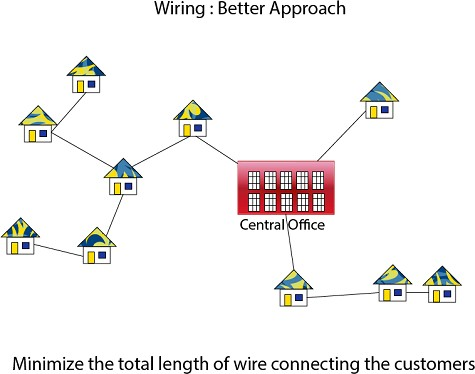 Wiring : Better Approach
Central Office
Minimize the total length of wire connecting the customers